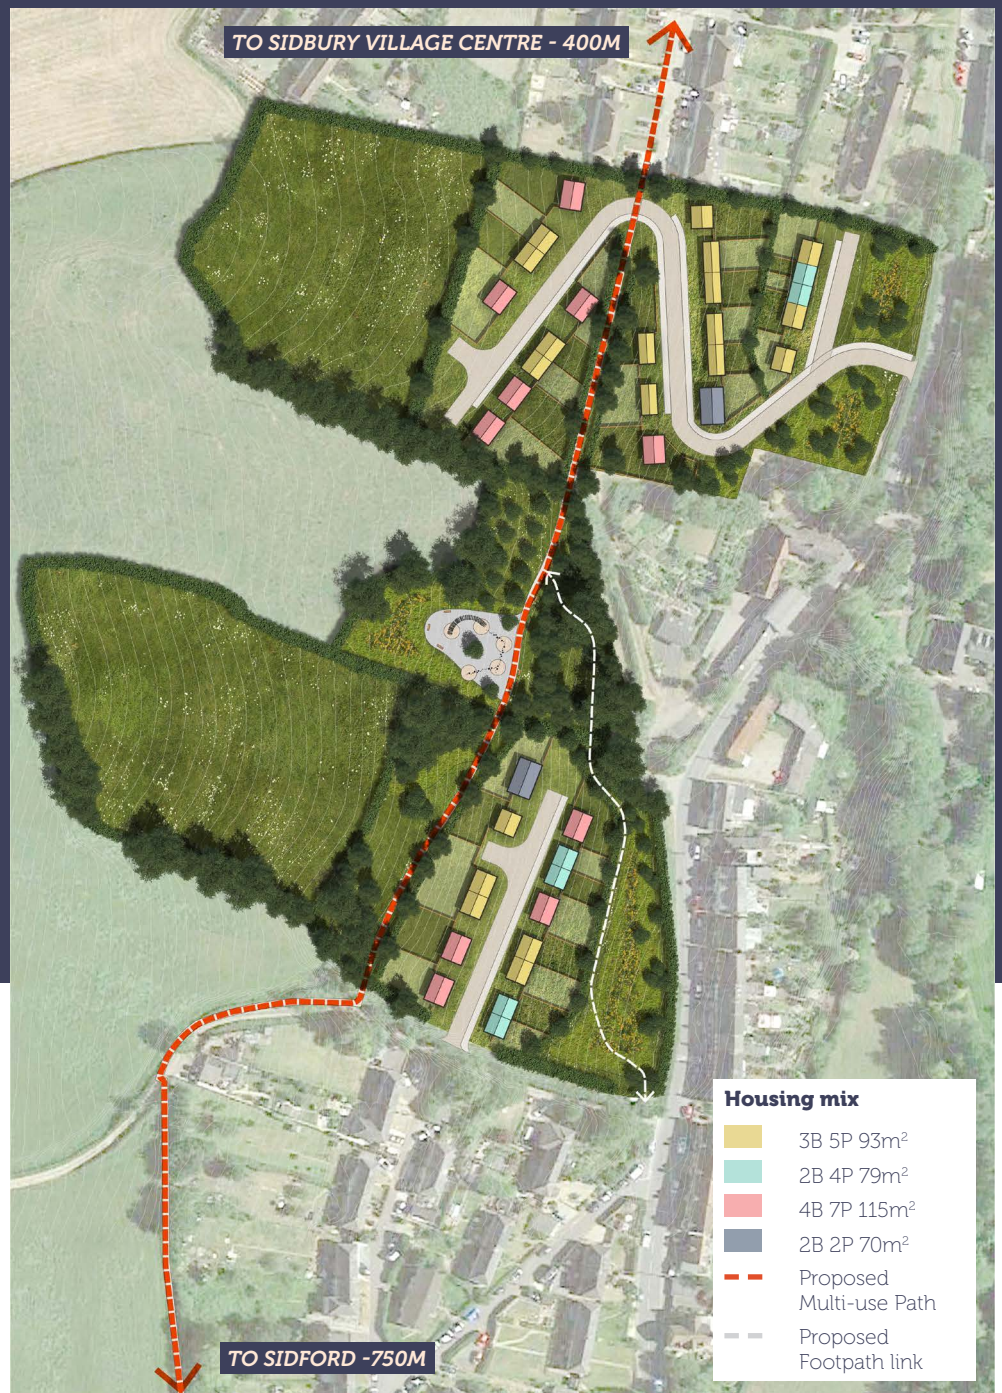 TO SIDBURY VILLAGE CENTRE - 400M
Housing mix
3B 5P 93m²
2B 4P 79m²
4B 7P 115m²
2B 2P 70m²
Proposed
Multi-use Path
Proposed
Footpath link
TO SIDFORD -750M